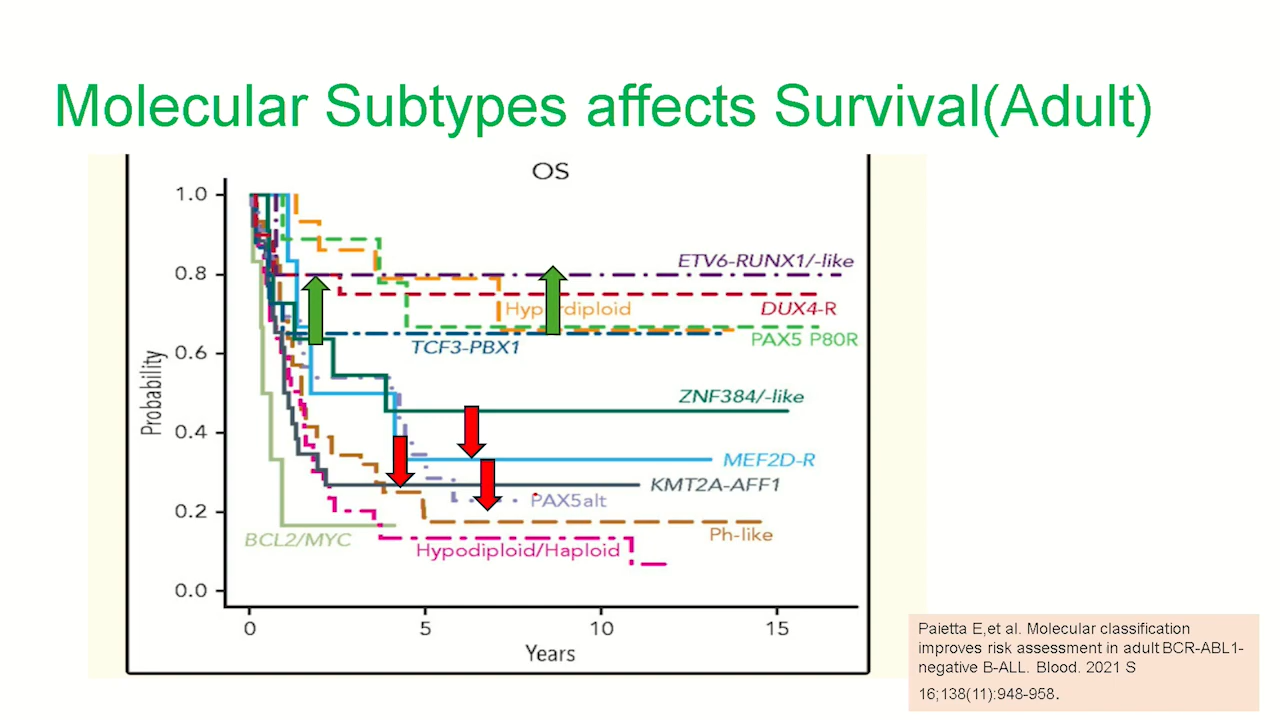 Molecular Subtypes affects Survival(Adult)
OS
1.0
0.8
0.6
0.4
0.2
0.0
Probability
ETV6-RUNX1/-like
DUX4-R
Hyperdiploid
PAX5 P80R
TCF3-PBX1
ZNF384/-like
MEF2D-R
KMT2A-AFF1
PAX5alt
Ph-like
BCL2/MYC
Hypodiploid/Haploid
0 5 10 15
Years
Paietta E,et al. Molecular classification
improves risk assessment in adult BCR-ABL1-
negative B-ALL. Blood. 2021 S
16;138(11):948-958.